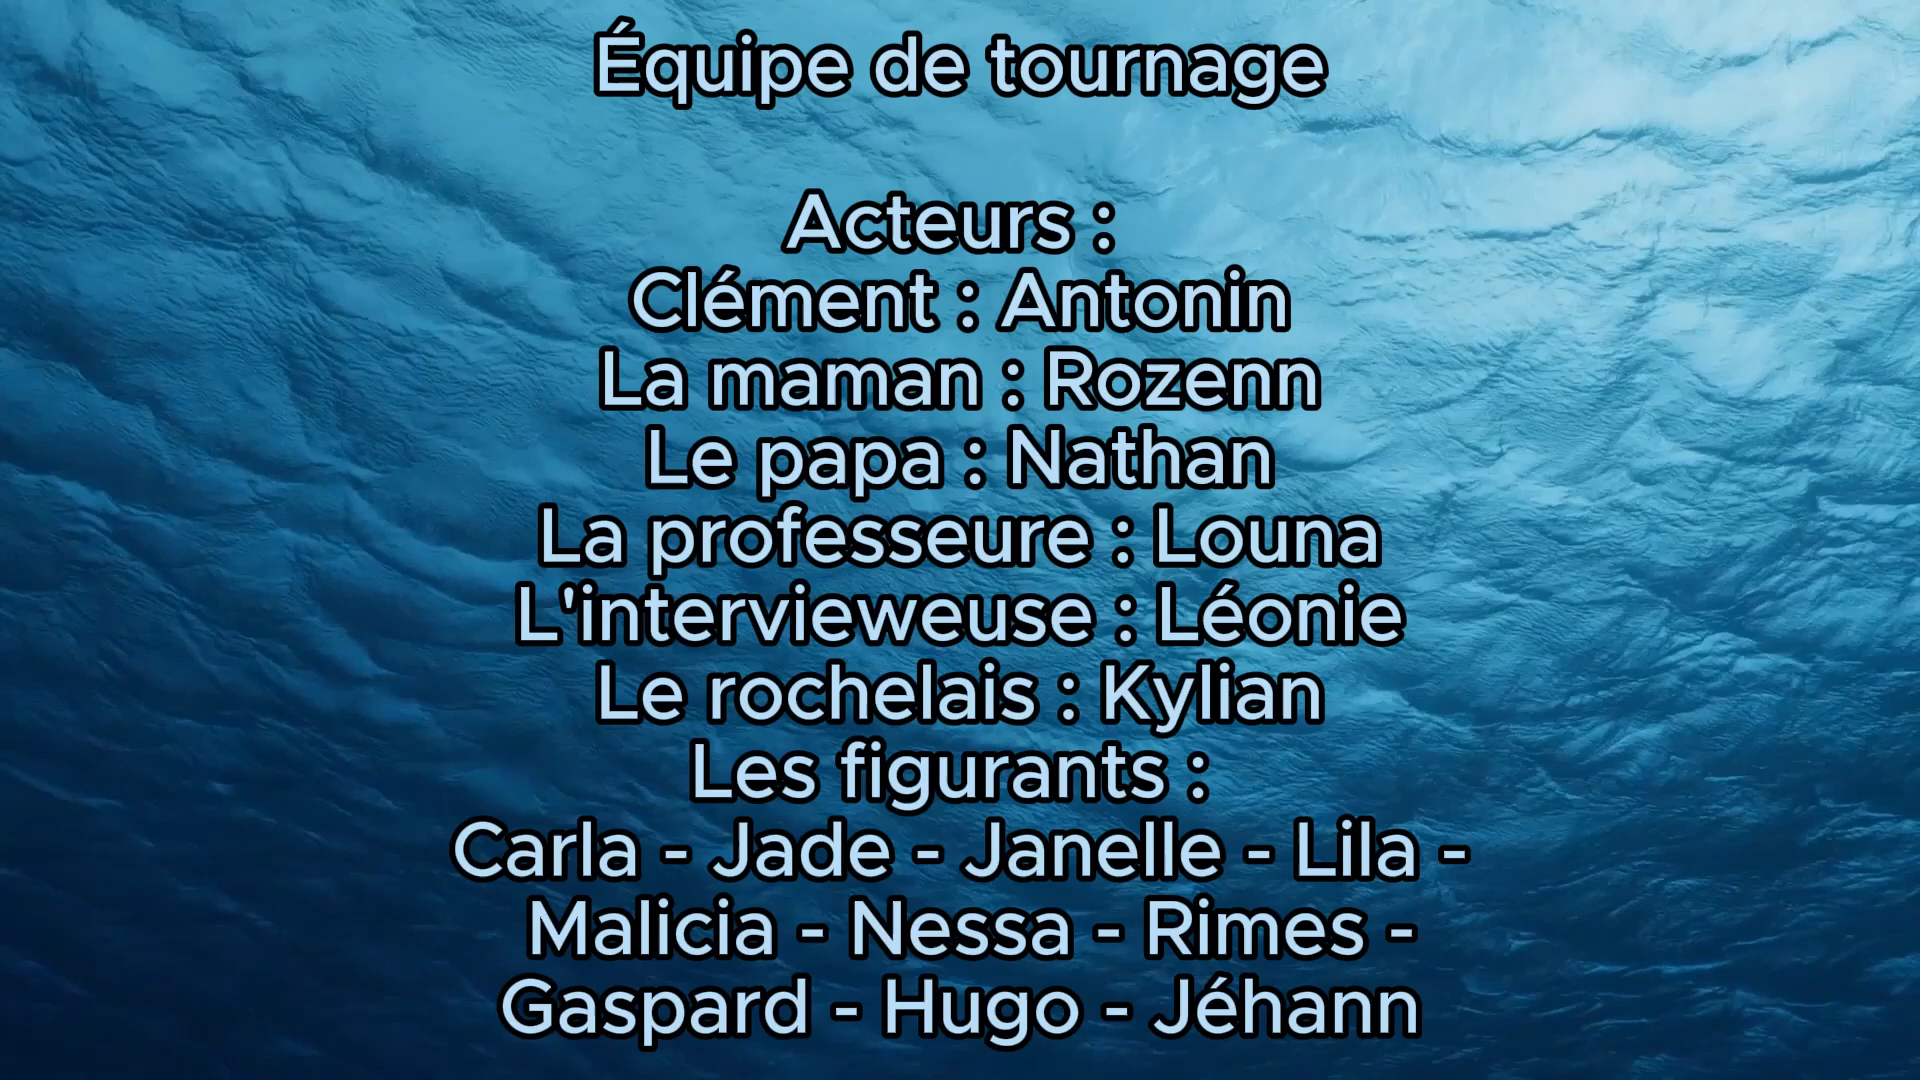 Équipe de tournage
Acteurs :
Clément : Antonin
La maman : Rozenn
Le papa : Nathan
La professeure : Louna
L'intervieweuse : Léonie
Le rochelais : Kylian
Les figurants :
Carla - Jade - Janelle - Lila -
Malicia - Nessa - Rimes -
Gaspard - Hugo - Jéhann